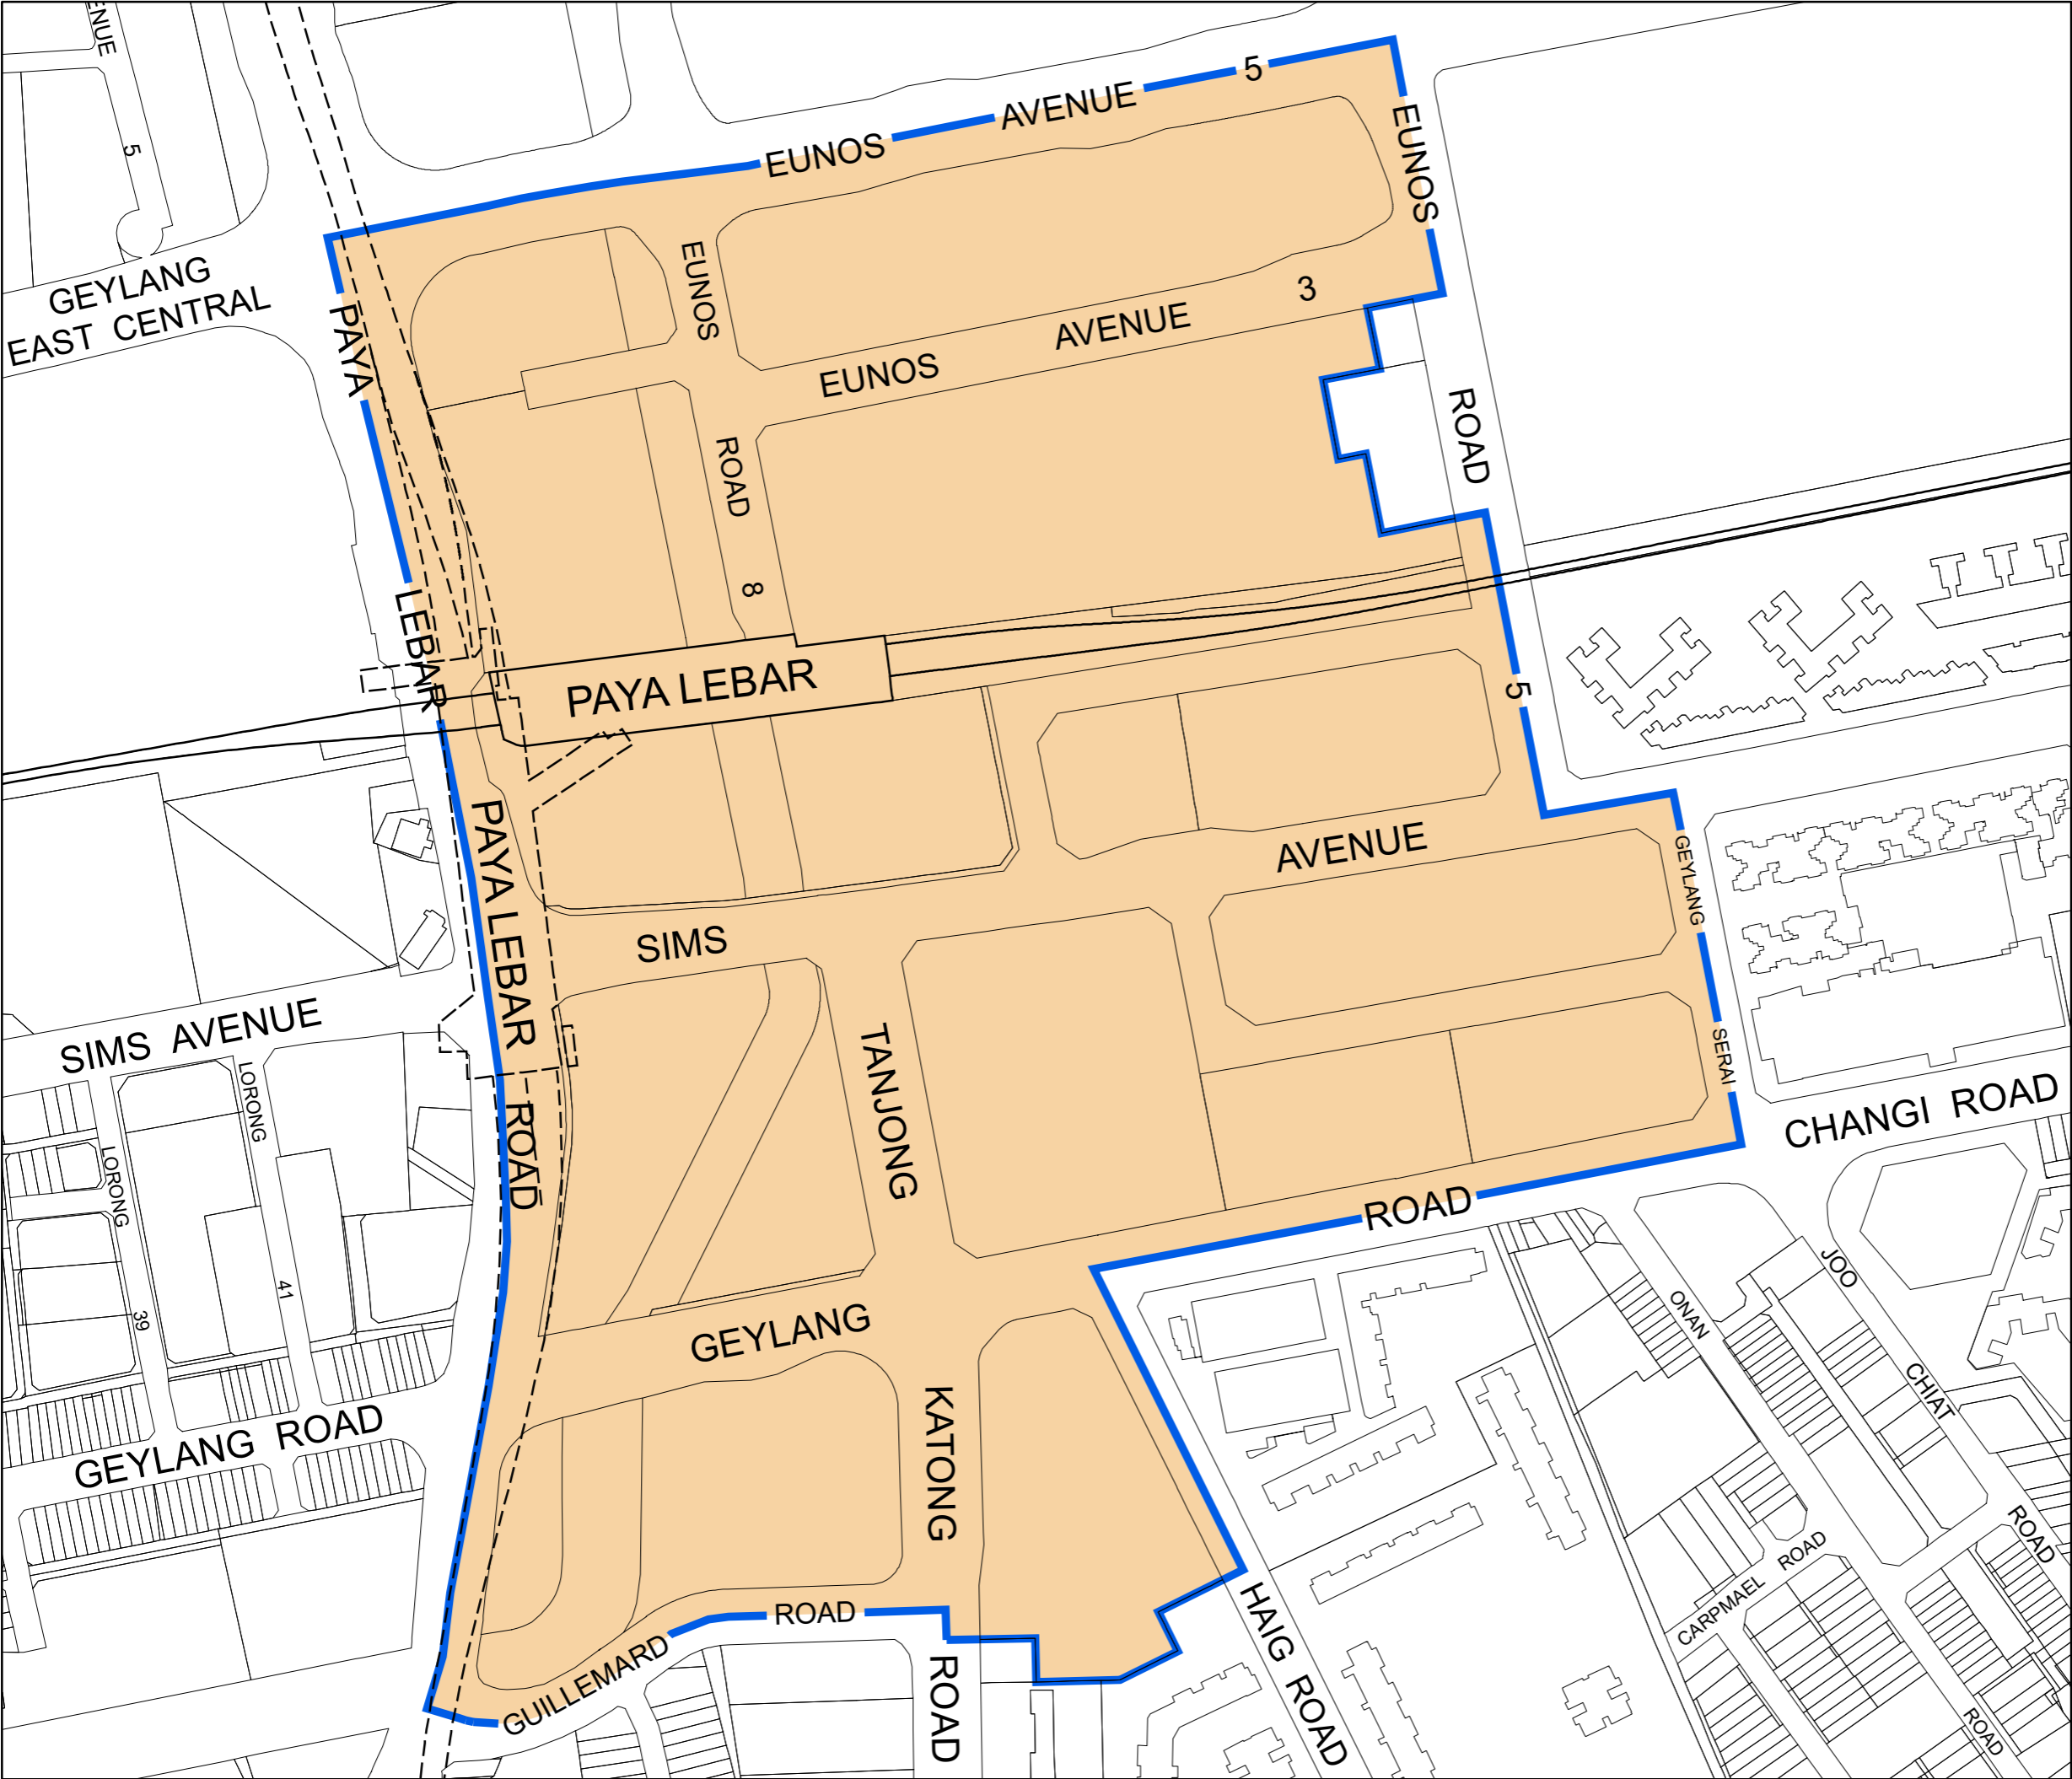 ENUE
5
GEYLANG
EAST CENTRAL
EUNOS AVENUE 5
EUNOS
ROAD
5
EUNOS
ROAD
8
EUNOS AVENUE 3
PAYA
LEBAR
PAYA LEBAR
PAYA LEBAR
ROAD
SIMS AVENUE
SIMS AVENUE
GEYLANG
SERAI
CHANGI ROAD
TANJONG
KATONG
ROAD
LORONG
41
LORONG
39
GEYLANG ROAD
GEYLANG
ROAD
GUILLEMARD ROAD
HAIG ROAD
ONAN
ROAD
JOO
CHIAT
ROAD
CARPMAEL ROAD